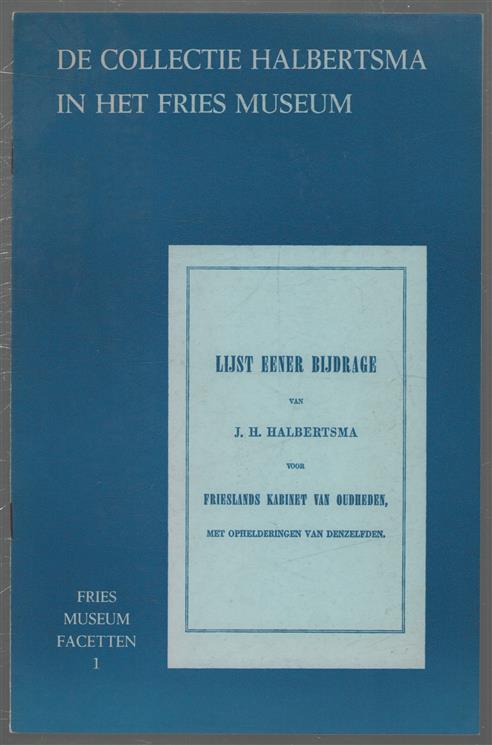 DE COLLECTIE HALBERTSMA
IN HET FRIES MUSEUM
LIJST EENER BIJDRAGE
VAN
J. H. HALBERTSMA
VOOR
FRIESLANDS KABINET VAN OUDHEDEN,
MET OPHELDERINGEN VAN DENZELFDEN.
FRIES
MUSEUM
FACETTEN
1